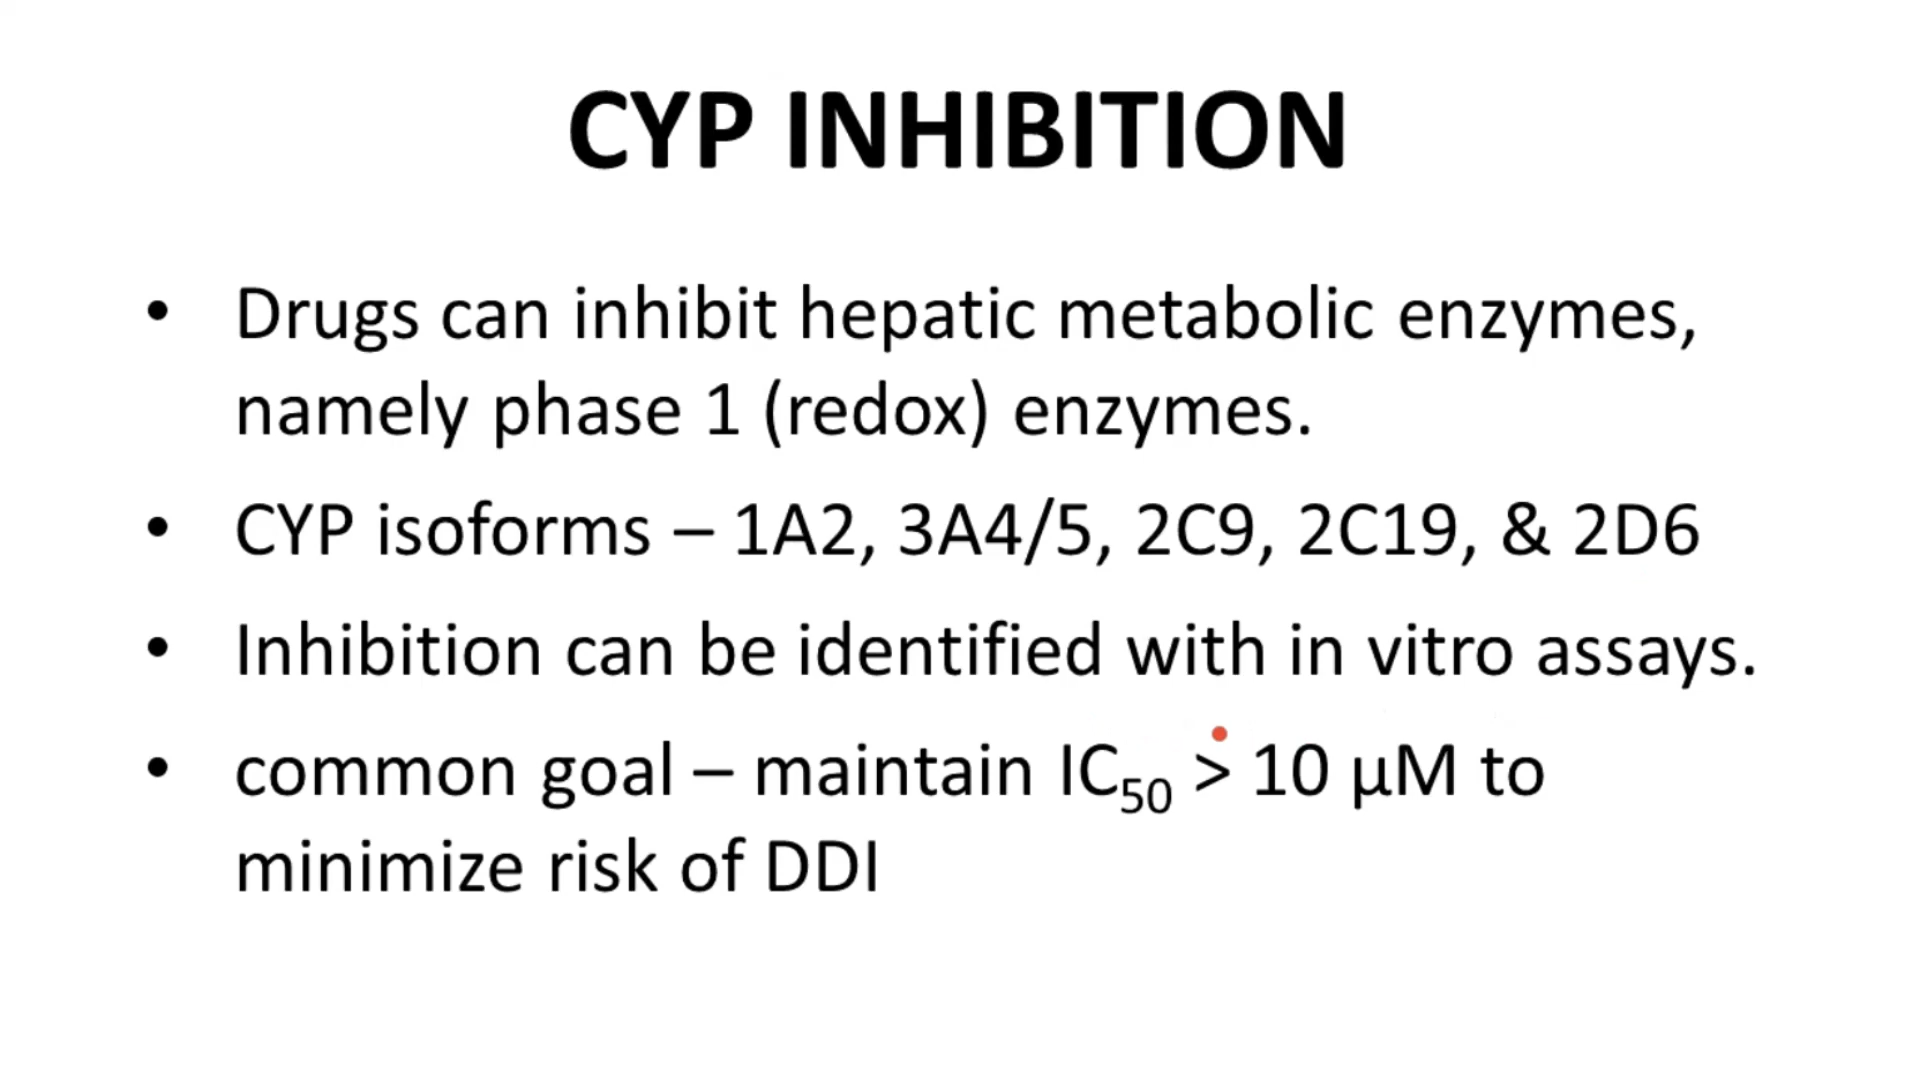 CYP INHIBITION
• Drugs can inhibit hepatic metabolic enzymes,
namely phase 1 (redox) enzymes.
• CYP isoforms – 1A2, 3A4/5, 2C9, 2C19, & 2D6
• Inhibition can be identified with in vitro assays.
• common goal – maintain IC₅₀ > 10 μM to
minimize risk of DDI